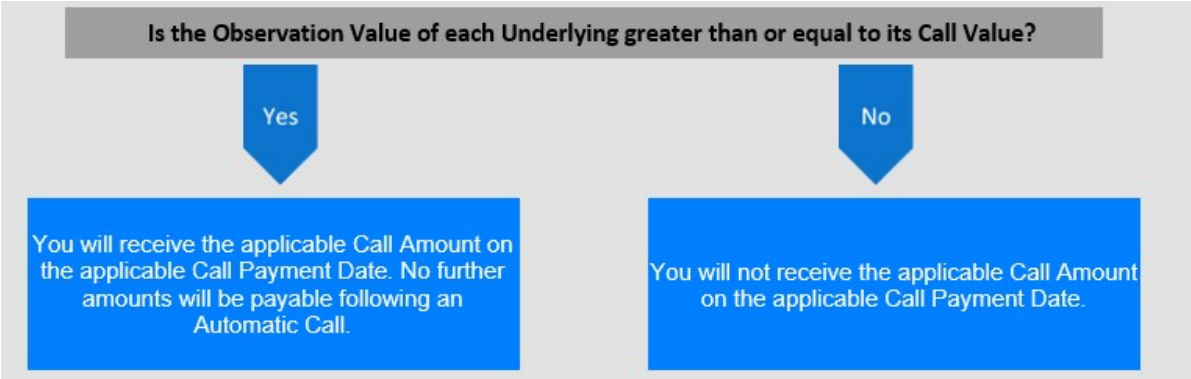 Is the Observation Value of each Underlying greater than or equal to its Call Value?
Yes
No
You will receive the applicable Call Amount on
the applicable Call Payment Date. No further
amounts will be payable following an
Automatic Call.
You will not receive the applicable Call Amount
on the applicable Call Payment Date.